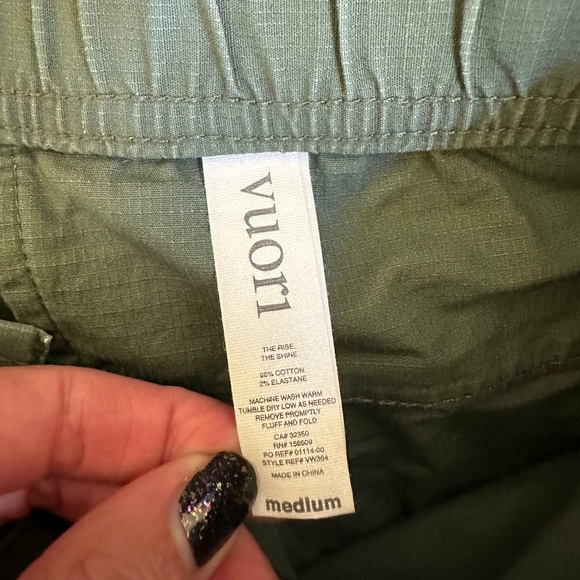 vuori
THE RISE.
THE SHINE.
98% COTTON
2% ELASTANE
MACHINE WASH WARM
TUMBLE DRY LOW AS NEEDED
REMOVE PROMPTLY
FLUFF AND FOLD
CA# 32350
RN# 156509
PO REF# 01114-00
STYLE REF# VW364
MADE IN CHINA
medium